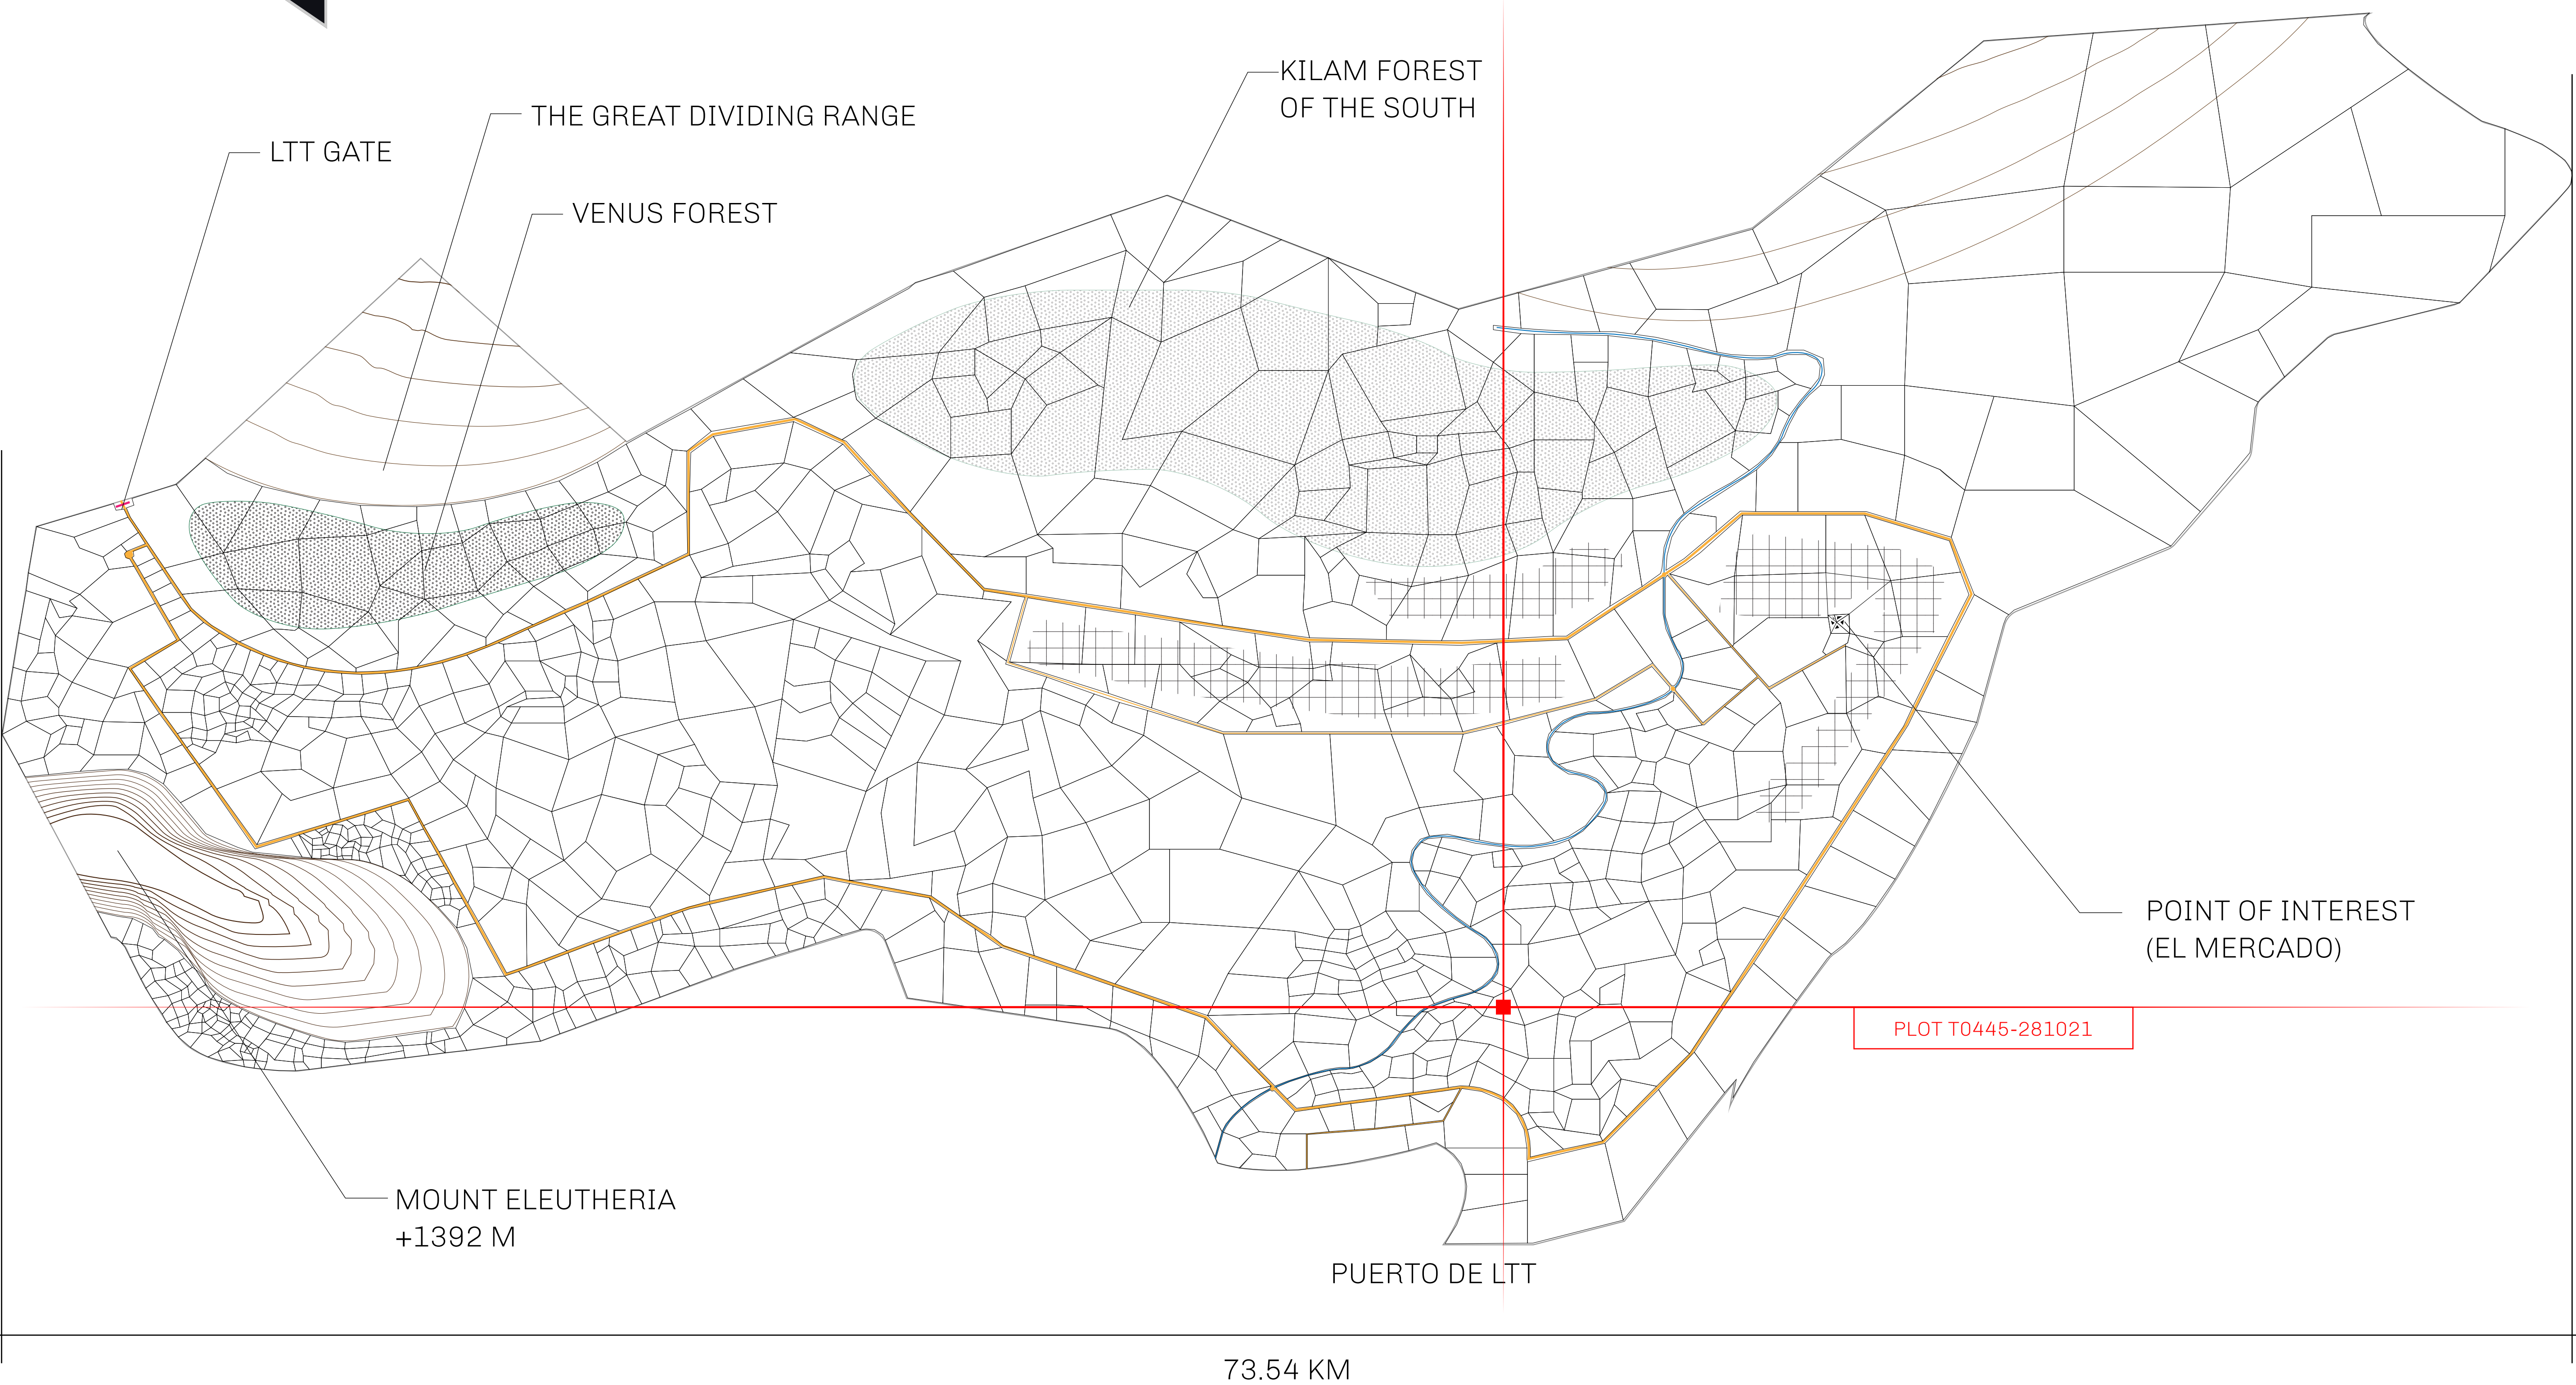 KILAM FOREST
OF THE SOUTH
THE GREAT DIVIDING RANGE
LTT GATE
VENUS FOREST
POINT OF INTEREST
(EL MERCADO)
PLOT T0445-281021
MOUNT ELEUTHERIA
+1392 M
PUERTO DE LTT
73.54 KM